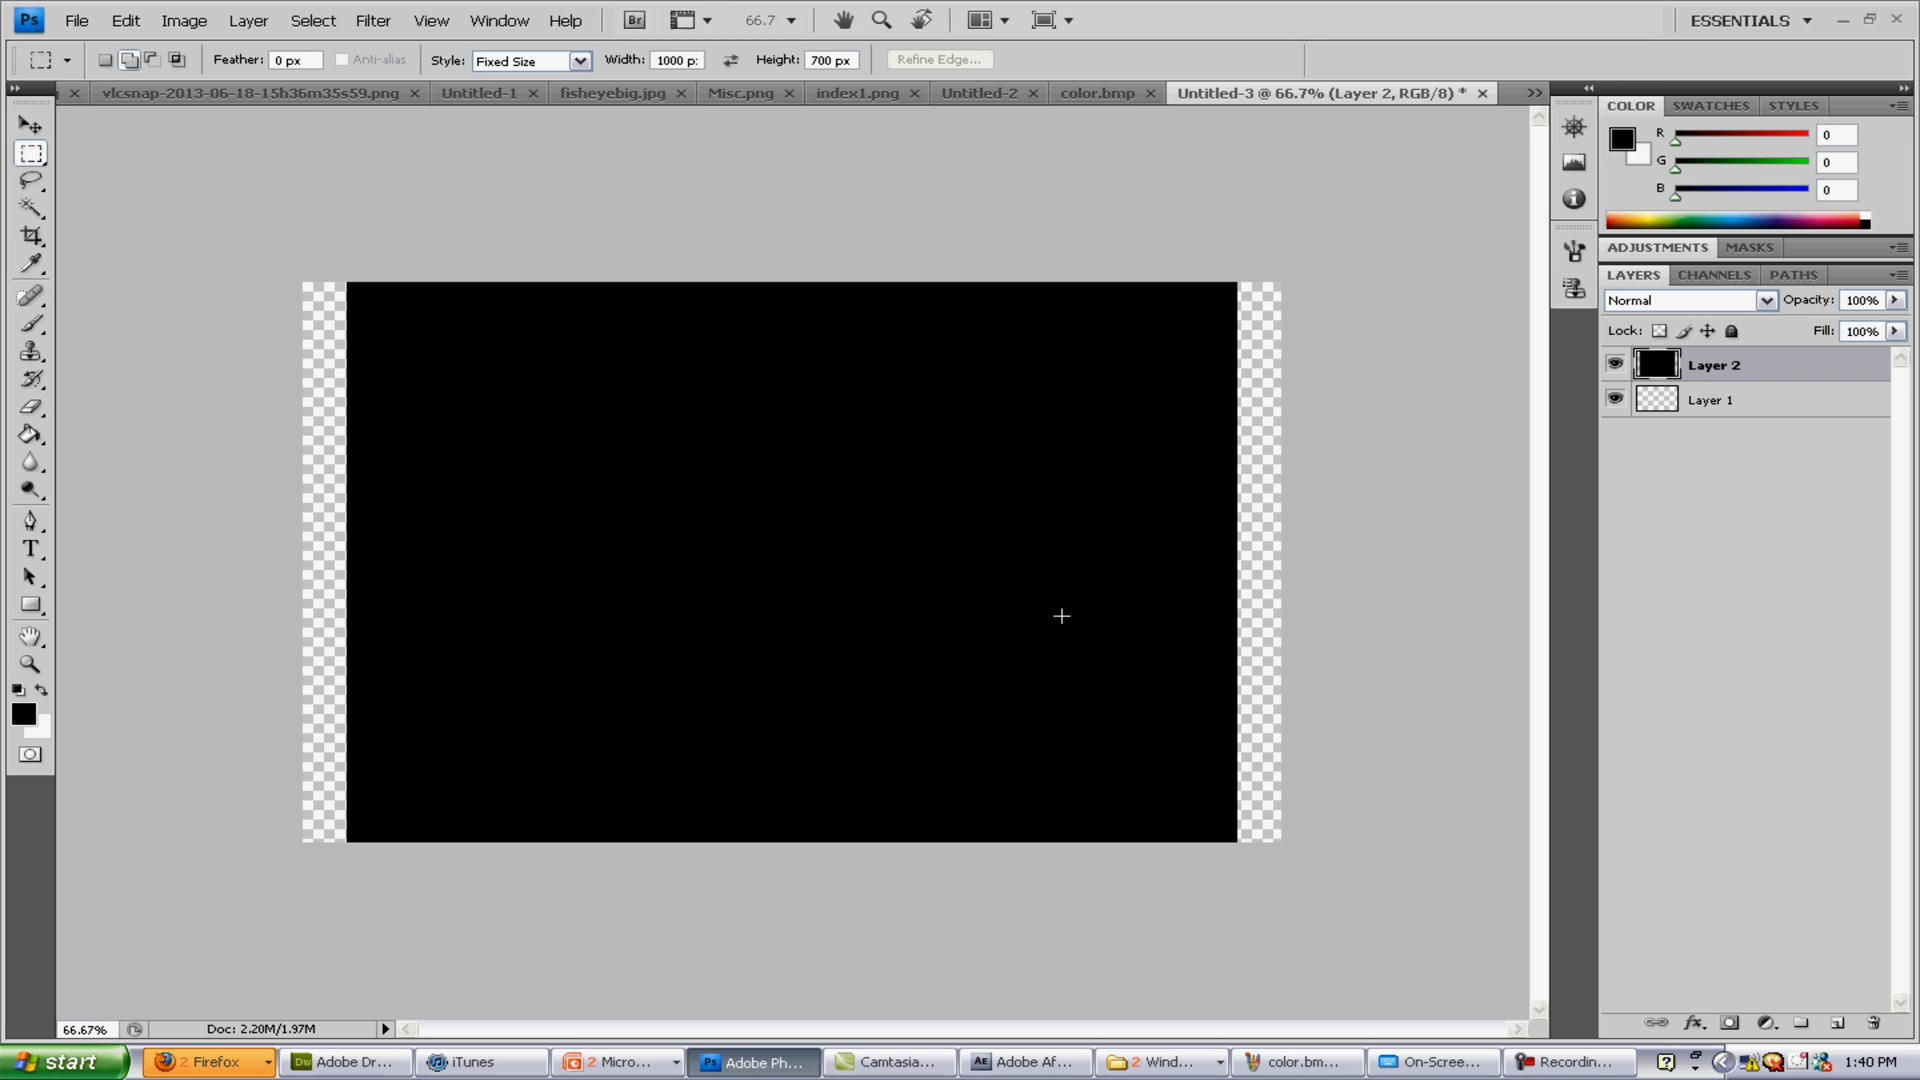 Ps File Edit Image Layer Select Filter View Window Help Br 66.7 ESSENTIALS
Feather: 0 px Anti-alias Style: Fixed Size Width: 1000 p: Height: 700 px Refine Edge...
vlcsnap-2013-06-18-15h36m35s59.png Untitled-1 fisheyebig.jpg Misc.png index1.png Untitled-2 color.bmp Untitled-3 @ 66.7% (Layer 2, RGB/8) *
COLOR SWATCHES STYLES
R 0
G 0
B 0
ADJUSTMENTS MASKS
LAYERS CHANNELS PATHS
Normal Opacity: 100%
Lock: Fill: 100%
Layer 2
Layer 1
T
66.67% Doc: 2.20M/1.97M
start 2 Firefox Dw Adobe Dr... iTunes 2 Micro... Ps Adobe Ph... Camtasia... AE Adobe Af... 2 Wind... color.bm... On-Scree... Recordin... 1:40 PM